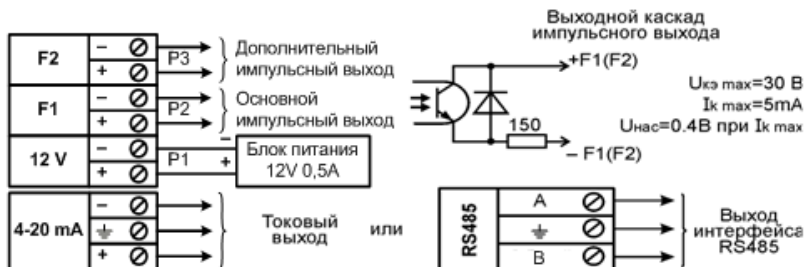 Выходной каскад
импульсного выхода
F2
–
+
P3
Дополнительный
импульсный выход
F1
–
+
P2
Основной
импульсный выход
12 V
–
+
P1
–
+
Блок питания
12V 0,5A
+F1(F2)
150
– F1(F2)
Uкэ max=30 В
Ik max=5mA
Uнас=0.4В при Ik max
4-20 mA
–
+
Токовый
выход
или
RS485
A
B
Выход
интерфейса
RS485